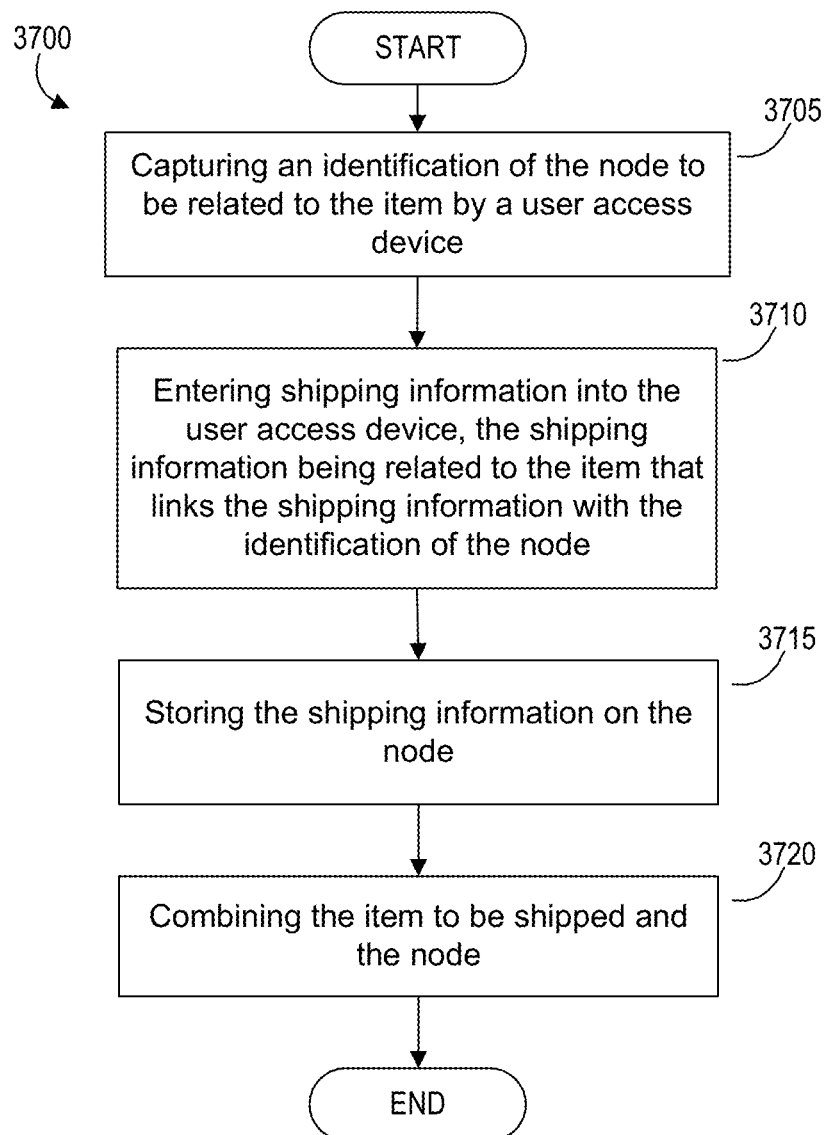 3700
START
3705
Capturing an identification of the node to
be related to the item by a user access
device
3710
Entering shipping information into the
user access device, the shipping
information being related to the item that
links the shipping information with the
identification of the node
3715
Storing the shipping information on the
node
3720
Combining the item to be shipped and
the node
END